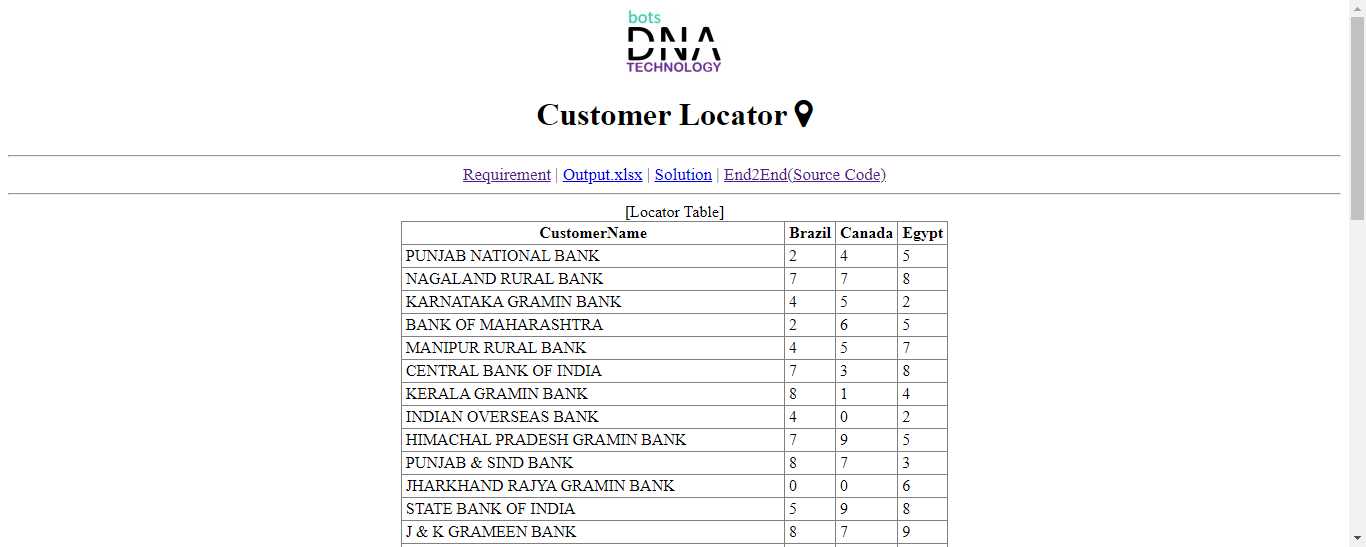 bots
DNA
TECHNOLOGY
Customer Locator
Requirement | Output.xlsx | Solution | End2End(Source Code)
[Locator Table]
CustomerName Brazil Canada Egypt
PUNJAB NATIONAL BANK 2 4 5
NAGALAND RURAL BANK 7 7 8
KARNATAKA GRAMIN BANK 4 5 2
BANK OF MAHARASHTRA 2 6 5
MANIPUR RURAL BANK 4 5 7
CENTRAL BANK OF INDIA 7 3 8
KERALA GRAMIN BANK 8 1 4
INDIAN OVERSEAS BANK 4 0 2
HIMACHAL PRADESH GRAMIN BANK 7 9 5
PUNJAB & SIND BANK 8 7 3
JHARKHAND RAJYA GRAMIN BANK 0 0 6
STATE BANK OF INDIA 5 9 8
J & K GRAMEEN BANK 8 7 9